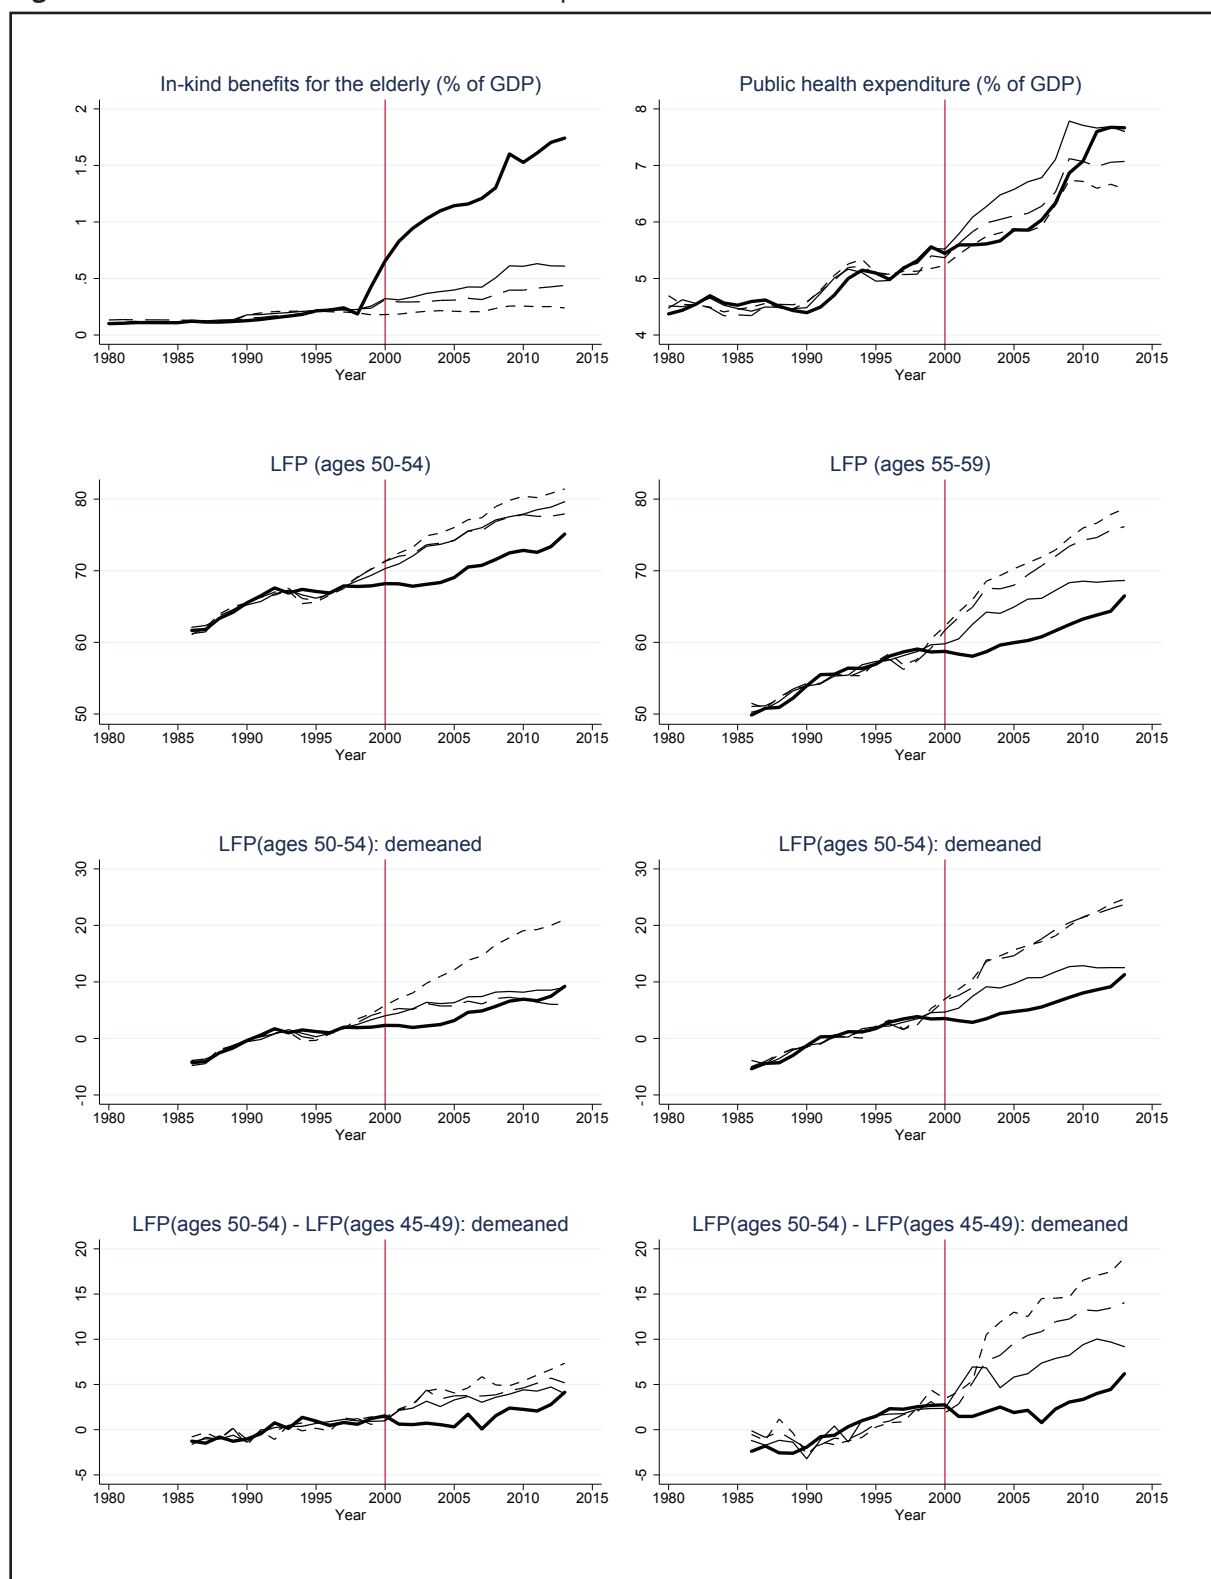 In-kind benefits for the elderly (% of GDP)
0 .5 1 1.5 2
1980 1985 1990 1995 2000 2005 2010 2015
Year
Public health expenditure (% of GDP)
4 5 6 7 8
1980 1985 1990 1995 2000 2005 2010 2015
Year
LFP (ages 50-54)
50 60 70 80
1980 1985 1990 1995 2000 2005 2010 2015
Year
LFP (ages 55-59)
50 60 70 80
1980 1985 1990 1995 2000 2005 2010 2015
Year
LFP(ages 50-54): demeaned
-10 0 10 20 30
1980 1985 1990 1995 2000 2005 2010 2015
Year
LFP(ages 50-54): demeaned
-10 0 10 20 30
1980 1985 1990 1995 2000 2005 2010 2015
Year
LFP(ages 50-54) - LFP(ages 45-49): demeaned
-5 0 5 10 15 20
1980 1985 1990 1995 2000 2005 2010 2015
Year
LFP(ages 50-54) - LFP(ages 45-49): demeaned
-5 0 5 10 15 20
1980 1985 1990 1995 2000 2005 2010 2015
Year